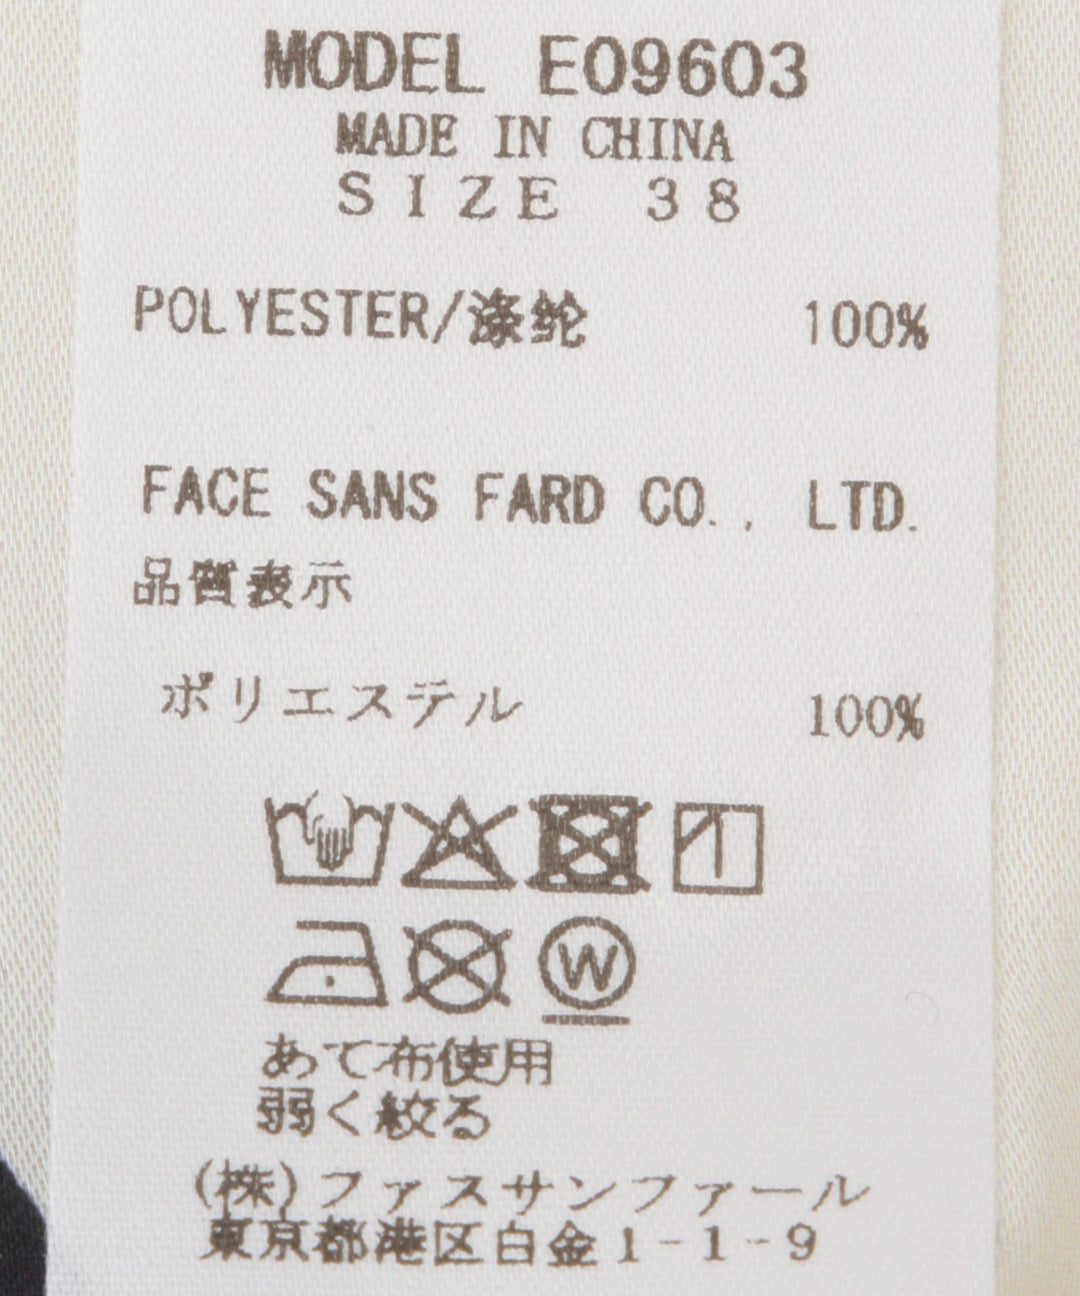 MODEL E09603
MADE IN CHINA
SIZE 38
POLYESTER/涤纶 100%
FACE SANS FARD CO., LTD.
品質表示
ポリエステル 100%
W
あて布使用
弱く絞る
(株)ファスサンファール
東京都港区白金1-1-9